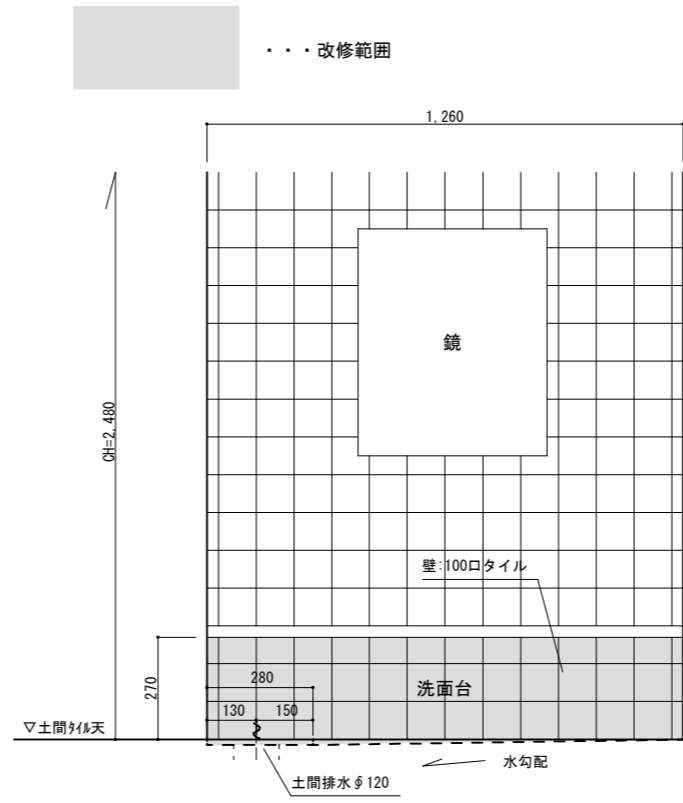 ・・・改修範囲
1,260
鏡
CH=2,480
壁:100口タイル
270
280
洗面台
130
150
▽土間タイル天
水勾配
土間排水φ120